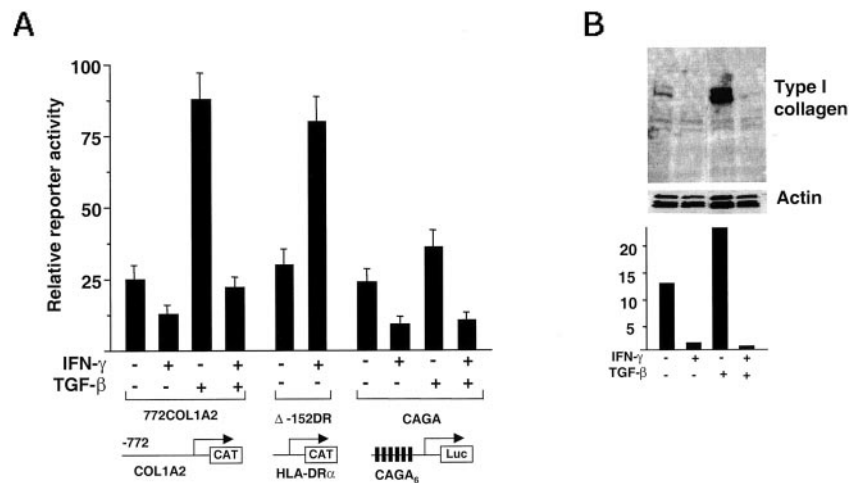 A
100
75
50
25
Relative reporter activity
IFN-γ - + - + - + - + - +
TGF-β - - + + - - - - + +
772COL1A2 Δ -152DR CAGA
-772
COL1A2 CAT HLA-DRα CAT CAGA6 Luc
B
Type I
collagen
Actin
20
15
10
5
IFN-γ - + - +
TGF-β - - + +